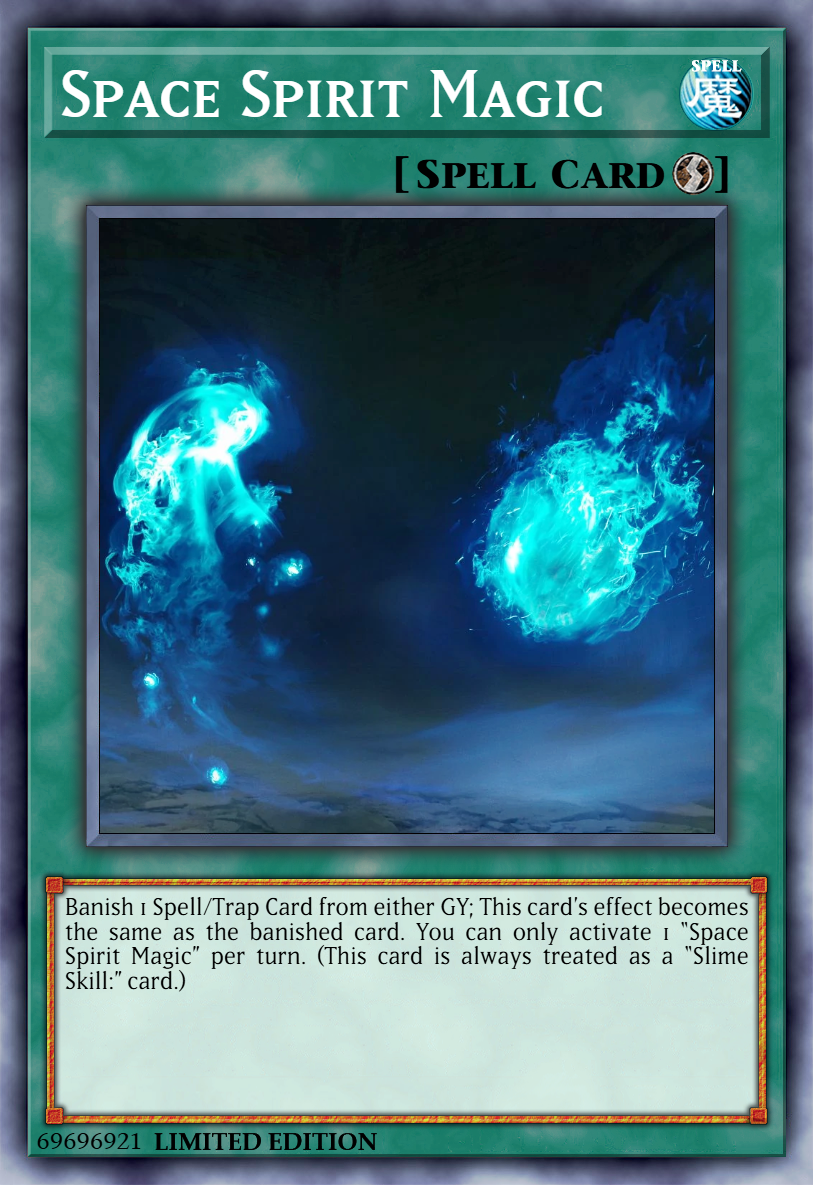 Space Spirit Magic
SPELL
魔
[Spell Card]
Banish 1 Spell/Trap Card from either GY; This card's effect becomes
the same as the banished card. You can only activate 1 "Space
Spirit Magic" per turn. (This card is always treated as a "Slime
Skill:" card.)
69696921 LIMITED EDITION